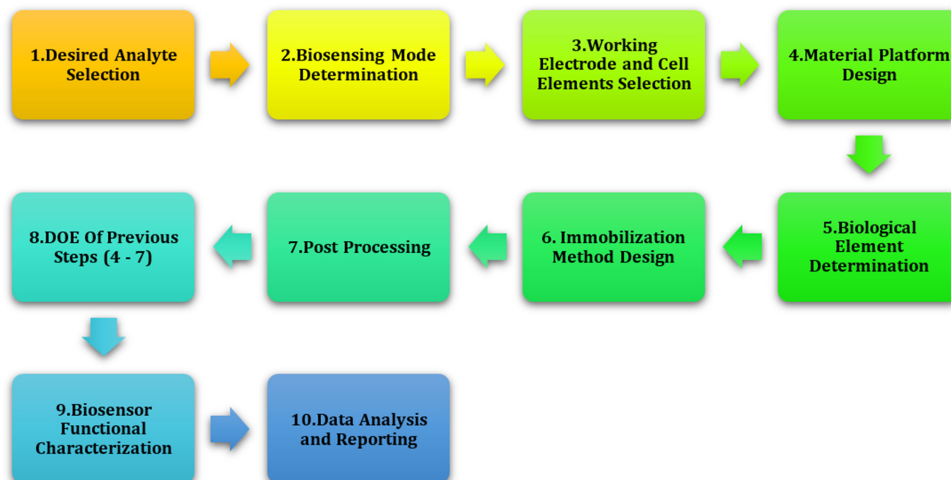 1.Desired Analyte
Selection
2.Biosensing Mode
Determination
3.Working
Electrode and Cell
Elements Selection
4.Material Platform
Design
5.Biological
Element
Determination
6. Immobilization
Method Design
7.Post Processing
8.DOE Of Previous
Steps (4 - 7)
9.Biosensor
Functional
Characterization
10.Data Analysis
and Reporting